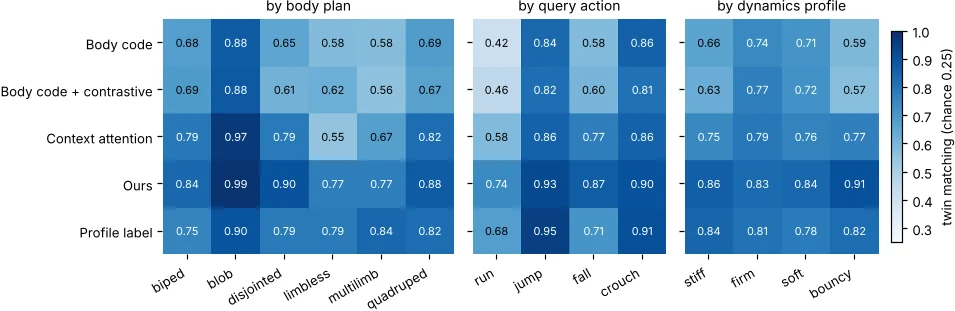 by body plan by query action by dynamics profile
Body code 0.68 0.88 0.65 0.58 0.58 0.69 0.42 0.84 0.58 0.86 0.66 0.74 0.71 0.59
Body code + contrastive 0.69 0.88 0.61 0.62 0.56 0.67 0.46 0.82 0.60 0.81 0.63 0.77 0.72 0.57
Context attention 0.79 0.97 0.79 0.55 0.67 0.82 0.58 0.86 0.77 0.86 0.75 0.79 0.76 0.77
Ours 0.84 0.99 0.90 0.77 0.77 0.88 0.74 0.93 0.87 0.90 0.86 0.83 0.84 0.91
Profile label 0.75 0.90 0.79 0.79 0.84 0.82 0.68 0.95 0.71 0.91 0.84 0.81 0.78 0.82
biped blob disjointed limbless multilimb quadruped run jump fall crouch stiff firm soft bouncy
1.0
0.9
0.8
0.7
0.6
0.5
0.4
0.3
twin matching (chance 0.25)